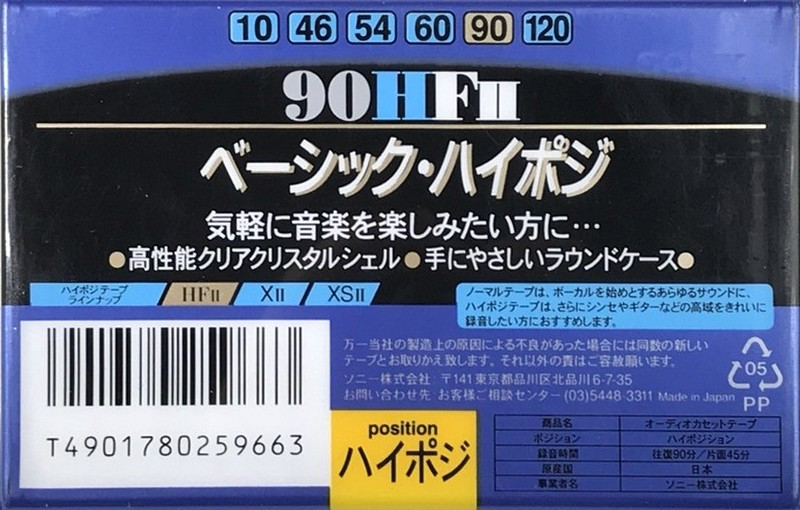 10 46 54 60 90 120
90HFII
ベーシック・ハイポジ
気軽に音楽を楽しみたい方に…
●高性能クリアクリスタルシェル●手にやさしいラウンドケース●
ハイポジテープ
ラインナップ
HFII
XII
XSII
ノーマルテープは、ボーカルを始めとするあらゆるサウンドに、
ハイポジテープは、さらにシンセやギターなどの高域をきれいに
録音したい方におすすめします。
万一当社の製造上の原因による不良があった場合には同数の新しい
テープとお取りかえ致します。それ以外の責はご容赦願います。
ソニー株式会社 〒141東京都品川区北品川6-7-35
お問い合わせ先 お客様ご相談センター (03)5448-3311 Made in Japan
05
PP
T4901780259663
position
ハイポジ
商品名 オーディオカセットテープ
ポジション ハイポジション
録音時間 往復90分/片面45分
原産国 日本
事業者名 ソニー株式会社